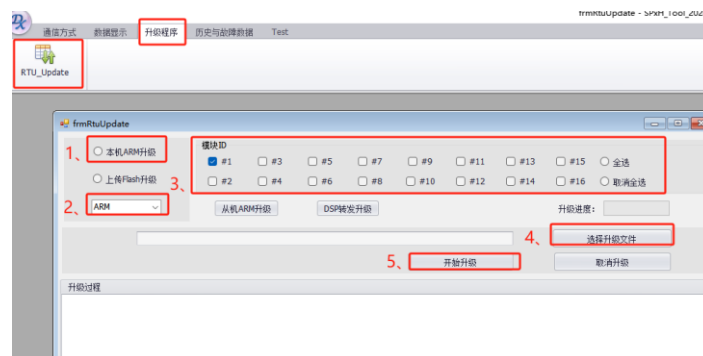 frmRtuUpdate - SPxH_Tool_202
通信方式 数据显示 升级程序 历史与故障数据 Test
RTU_Update
frmRtuUpdate
模块ID
1、 本机ARM升级 #1 #3 #5 #7 #9 #11 #13 #15 全选
上传Flash升级 3、 #2 #4 #6 #8 #10 #12 #14 #16 取消全选
2、 ARM 从机ARM升级 DSP转发升级 升级进度：
4、 选择升级文件
5、 开始升级 取消升级
升级过程